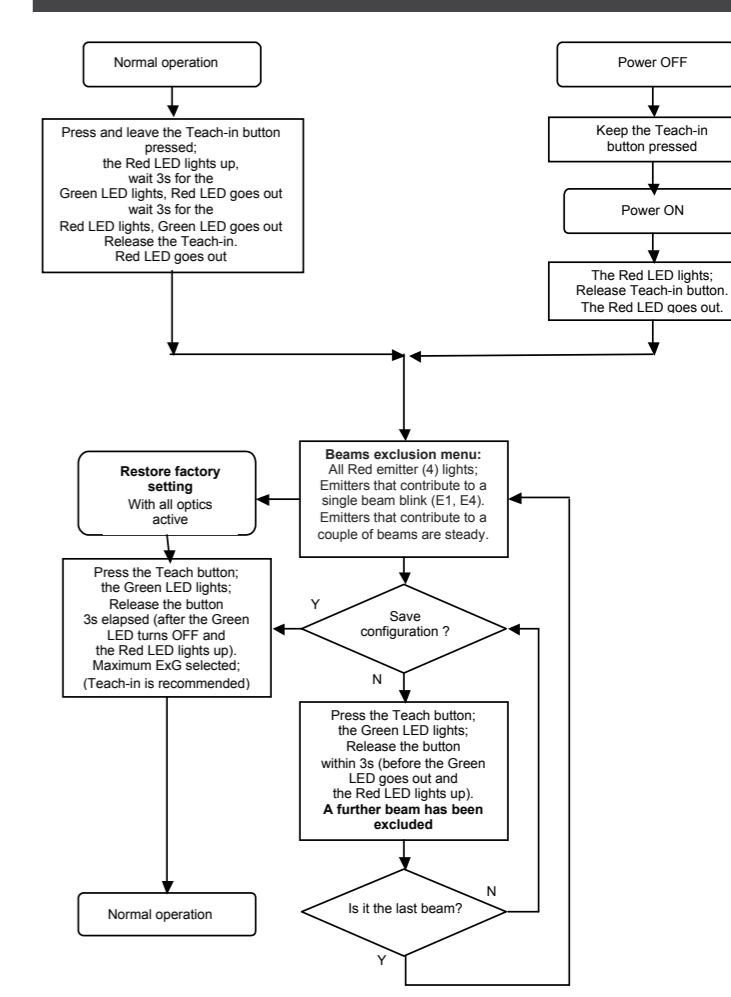 Normal operation
Press and leave the Teach-in button
pressed;
the Red LED lights up,
wait 3s for the
Green LED lights, Red LED goes out
wait 3s for the
Red LED lights, Green LED goes out
Release the Teach-in.
Red LED goes out
Power OFF
Keep the Teach-in
button pressed
Power ON
The Red LED lights;
Release Teach-in button.
The Red LED goes out.
Beams exclusion menu:
All Red emitter (4) lights;
Emitters that contribute to a
single beam blink (E1, E4).
Emitters that contribute to a
couple of beams are steady.
Restore factory
setting
With all optics
active
Press the Teach button;
the Green LED lights;
Release the button
3s elapsed (after the Green
LED turns OFF and
the Red LED lights up).
Maximum ExG selected;
(Teach-in is recommended)
Y
Save
configuration ?
N
Press the Teach button;
the Green LED lights;
Release the button
within 3s (before the Green
LED goes out and
the Red LED lights up).
A further beam has been
excluded
Is it the last beam?
N
Y
Normal operation